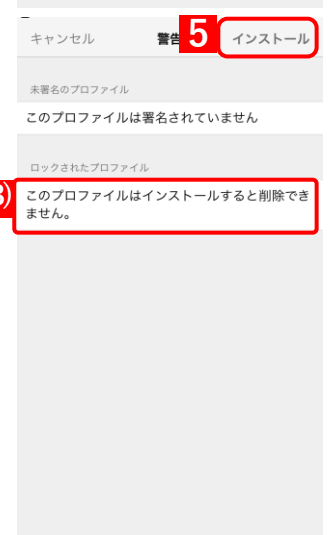 キャンセル 警告 5 インストール
未署名のプロファイル
このプロファイルは署名されていません
ロックされたプロファイル
3)
このプロファイルはインストールすると削除でき
ません。